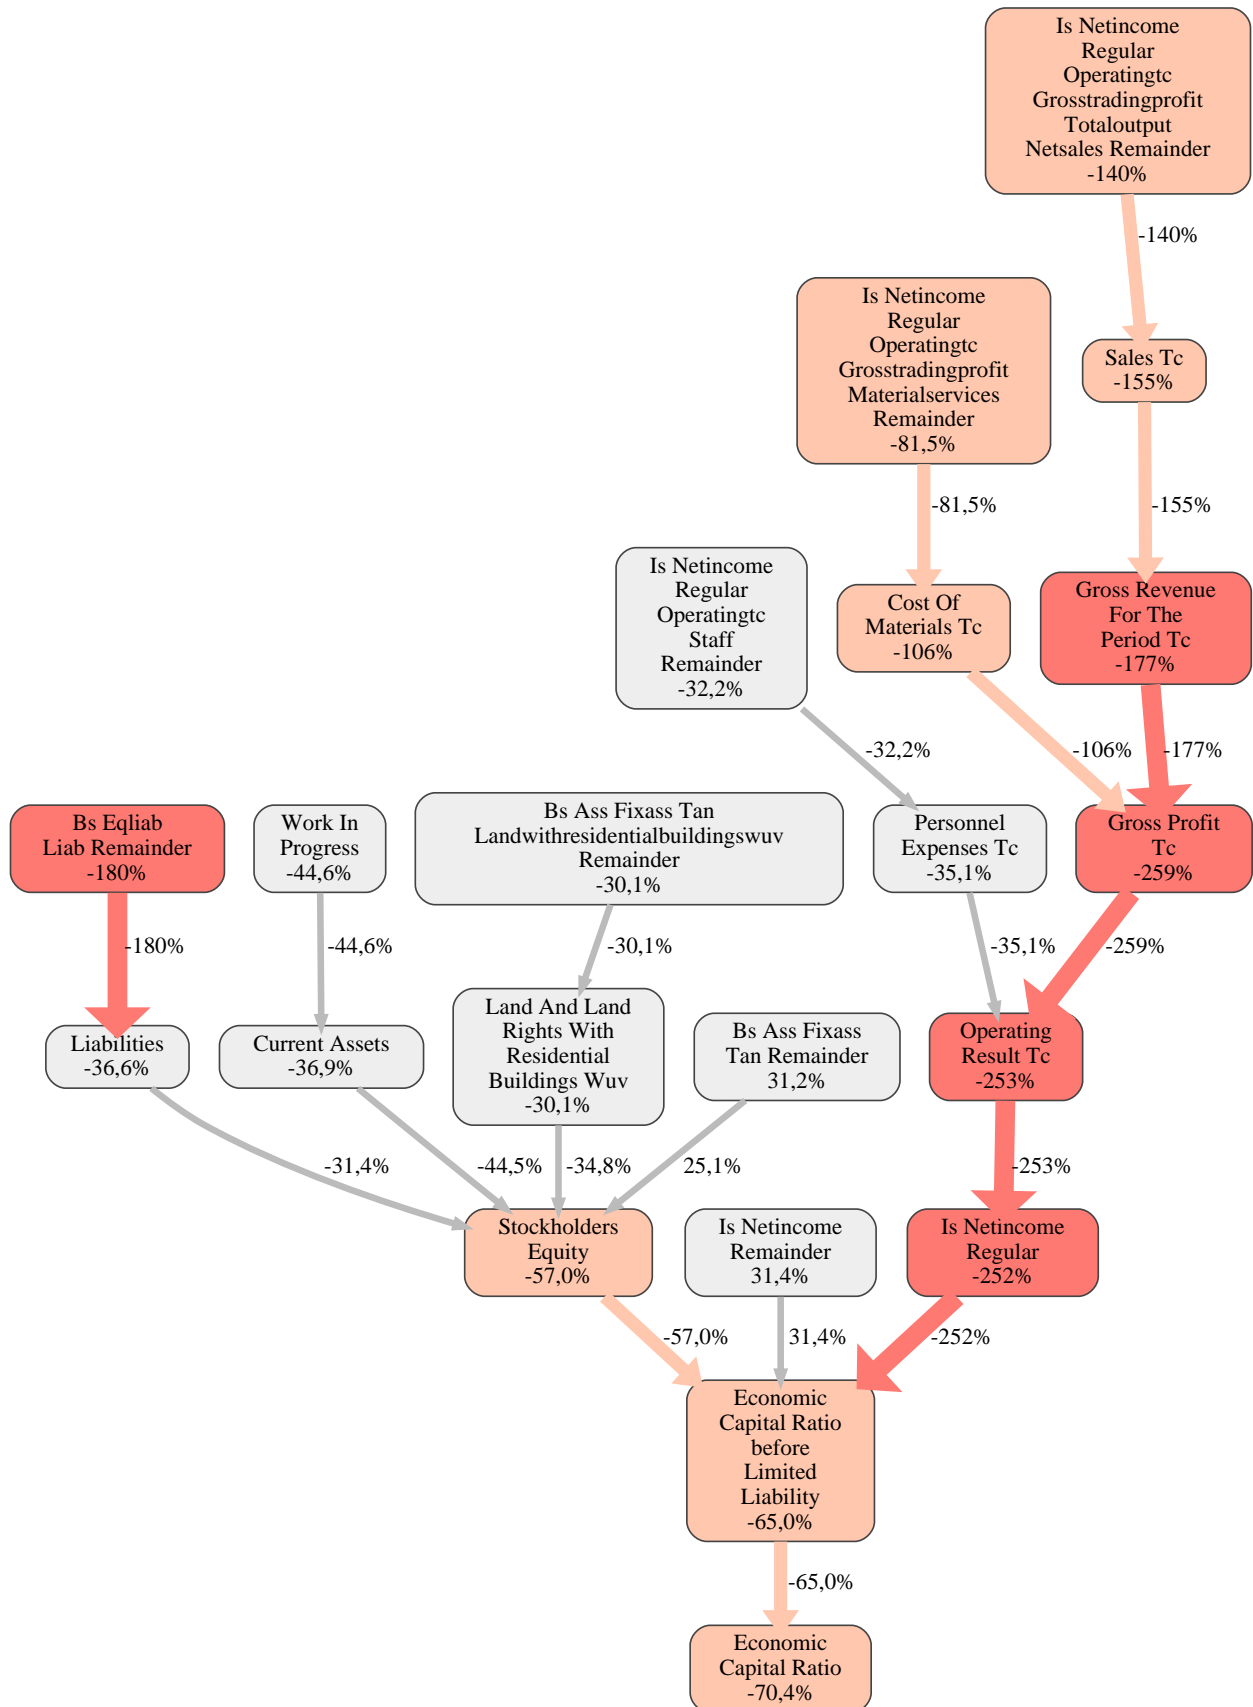 Is Netincome
Regular
Operatingtc
Grosstradingprofit
Totaloutput
Netsales Remainder
-140%
-140%
Is Netincome
Regular
Operatingtc
Grosstradingprofit
Materialservices
Remainder
-81,5%
Sales Tc
-155%
-81,5%
-155%
Is Netincome
Regular
Operatingtc
Staff
Remainder
-32,2%
Cost Of
Materials Tc
-106%
Gross Revenue
For The
Period Tc
-177%
-32,2%
-106%
-177%
Bs Eqliab
Liab Remainder
-180%
Work In
Progress
-44,6%
Bs Ass Fixass Tan
Landwithresidentialbuildingswuv
Remainder
-30,1%
Personnel
Expenses Tc
-35,1%
Gross Profit
Tc
-259%
-180%
-44,6%
-30,1%
-35,1%
-259%
Liabilities
-36,6%
Current Assets
-36,9%
Land And Land
Rights With
Residential
Buildings Wuv
-30,1%
Bs Ass Fixass
Tan Remainder
31,2%
Operating
Result Tc
-253%
-31,4%
-44,5%
-34,8%
25,1%
-253%
Stockholders
Equity
-57,0%
Is Netincome
Remainder
31,4%
Is Netincome
Regular
-252%
-57,0%
31,4%
-252%
Economic
Capital Ratio
before
Limited
Liability
-65,0%
-65,0%
Economic
Capital Ratio
-70,4%